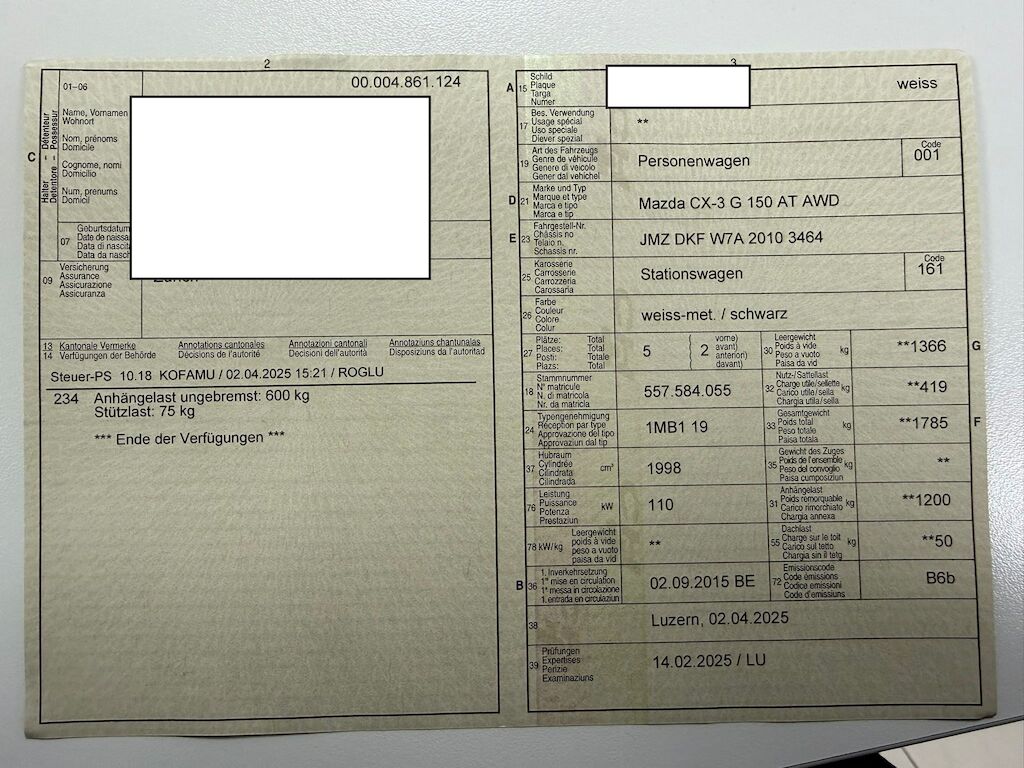 2
01–06
00.004.861.124
C
Halter – Détenteur
Detentore – Possessur
Name, Vornamen
Wohnort
Nom, prénoms
Domicile
Cognome, nomi
Domicilio
Num, prenums
Domicil
07
Geburtsdatum
Date de naissa
Data di nascit
Data da nasch
09
Versicherung
Assurance
Assicurazione
Assicuranza
13 Kantonale Vermerke Annotations cantonales Annotazioni cantonali Annotaziuns chantunalas
14 Verfügungen der Behörde Décisions de l'autorité Decisioni dell'autorità Disposiziuns da l'autoritad
Steuer-PS 10.18 KOFAMU / 02.04.2025 15:21 / ROGLU
234 Anhängelast ungebremst: 600 kg
Stützlast: 75 kg
*** Ende der Verfügungen ***
3
A 15
Schild
Plaque
Targa
Numer
weiss
17
Bes. Verwendung
Usage spécial
Uso speciale
Diever spezial
**
19
Art des Fahrzeugs
Genre de véhicule
Genere di veicolo
Gener dal vehichel
Personenwagen
Code
001
D 21
Marke und Typ
Marque et type
Marca e tipo
Marca e tip
Mazda CX-3 G 150 AT AWD
E 23
Fahrgestell-Nr.
Châssis no
Telaio n.
Schassis nr.
JMZ DKF W7A 2010 3464
25
Karosserie
Carrosserie
Carrozzeria
Carossaria
Stationswagen
Code
161
26
Farbe
Couleur
Colore
Colur
weiss-met. / schwarz
27
Plätze: Total
Places: Total
Posti: Totale
Plazs: Total
5
vorne)
avant)
anteriori)
davant)
2
30
Leergewicht
Poids à vide
Peso a vuoto
Paisa da vid
kg
**1366
G
18
Stammnummer
N° matricule
N. di matricola
Nr. da matricla
557.584.055
32
Nutz-/Sattellast
Charge utile/sellette
Carico utile/sella
Chargia utila/sella
kg
**419
24
Typengenehmigung
Réception par type
Approvazione del tipo
Approvaziun dal tip
1MB1 19
33
Gesamtgewicht
Poids total
Peso totale
Paisa totala
kg
**1785
F
37
Hubraum
Cylindrée
Cilindrata
Cilindrada
cm³
1998
35
Gewicht des Zuges
Poids de l'ensemble
Peso del convoglio
Paisa cumposiziun
kg
**
76
Leistung
Puissance
Potenza
Prestaziun
kW
110
31
Anhängelast
Poids remorquable
Carico rimorchiato
Chargia annexa
kg
**1200
78 kW/kg
Leergewicht
poids à vide
peso a vuoto
paisa da vid
**
55
Dachlast
Charge sur le toit
Carico sul tetto
Chargia sin il tetg
kg
**50
B 36
1. Inverkehrsetzung
1re mise en circulation
1a messa in circolazione
1. entrada en circulaziun
02.09.2015 BE
72
Emissionscode
Code émissions
Codice emissioni
Code d'emissiuns
B6b
38
Luzern, 02.04.2025
39
Prüfungen
Expertises
Perizie
Examinaziuns
14.02.2025 / LU